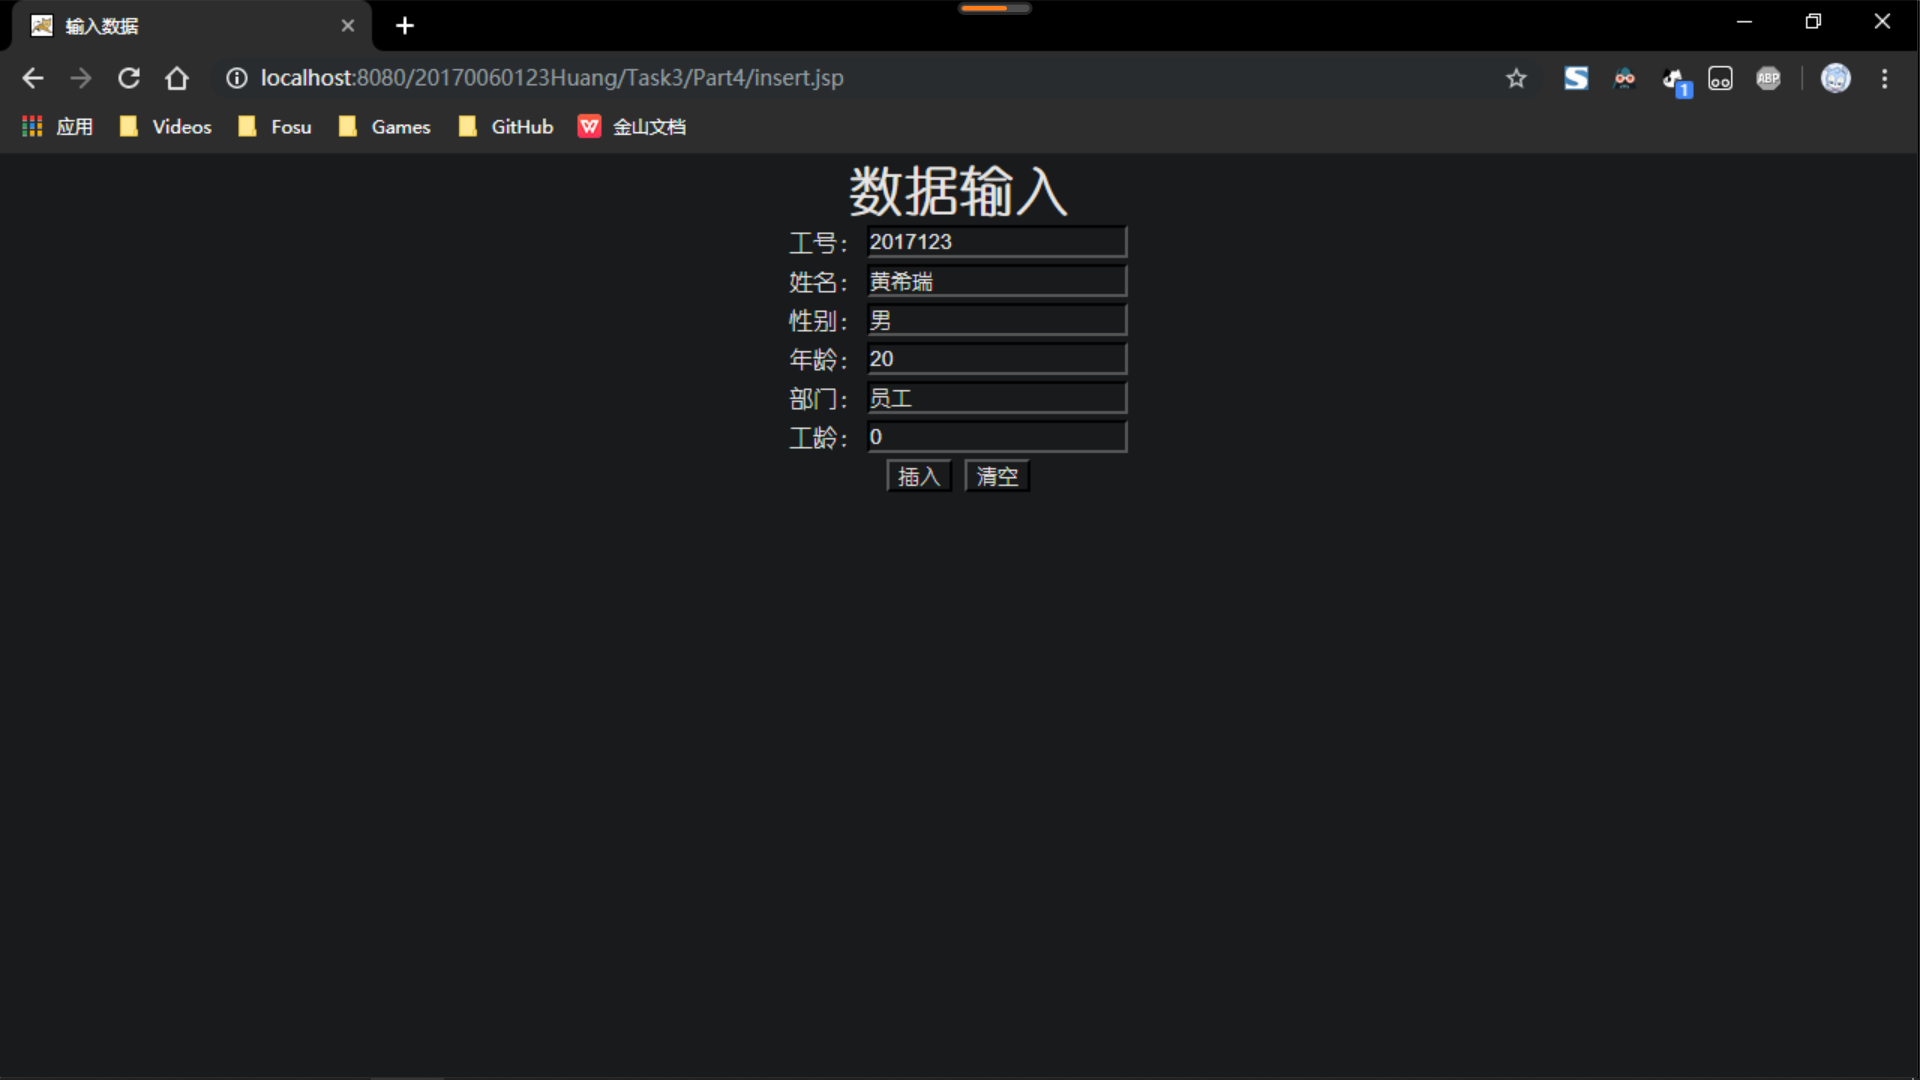 输入数据
localhost:8080/20170060123Huang/Task3/Part4/insert.jsp
S
1
ABP
应用 Videos Fosu Games GitHub W 金山文档
数据输入
工号： 2017123
姓名： 黄希瑞
性别： 男
年龄： 20
部门： 员工
工龄： 0
插入 清空